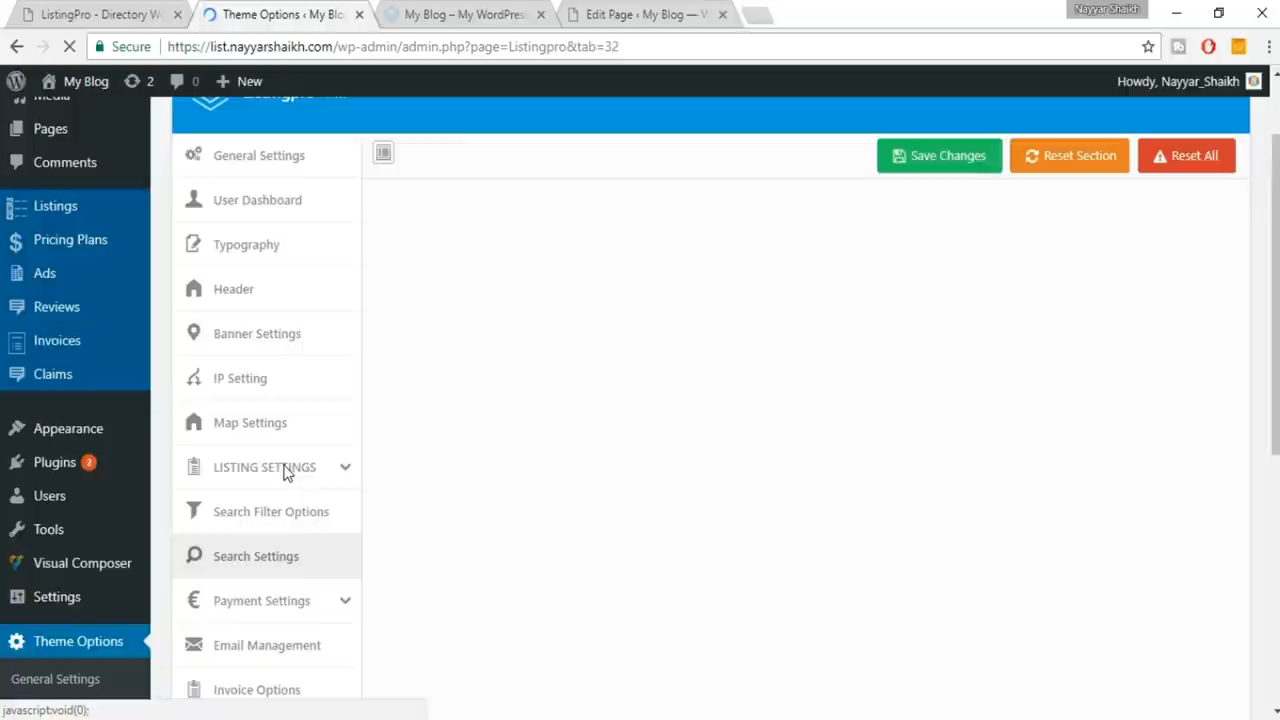 ListingPro - Directory W
Theme Options ‹ My Blo
My Blog – My WordPres
Edit Page ‹ My Blog — W
Nayyar Shaikh
Secure
https://list.nayyarshaikh.com/wp-admin/admin.php?page=Listingpro&tab=32
My Blog
2
0
New
Howdy, Nayyar_Shaikh
Media
Pages
Comments
Listings
Pricing Plans
Ads
Reviews
Invoices
Claims
Appearance
Plugins 2
Users
Tools
Visual Composer
Settings
Theme Options
General Settings
Listingpro
General Settings
User Dashboard
Typography
Header
Banner Settings
IP Setting
Map Settings
LISTING SETTINGS
Search Filter Options
Search Settings
Payment Settings
Email Management
Invoice Options
Save Changes
Reset Section
Reset All
javascript:void(0);